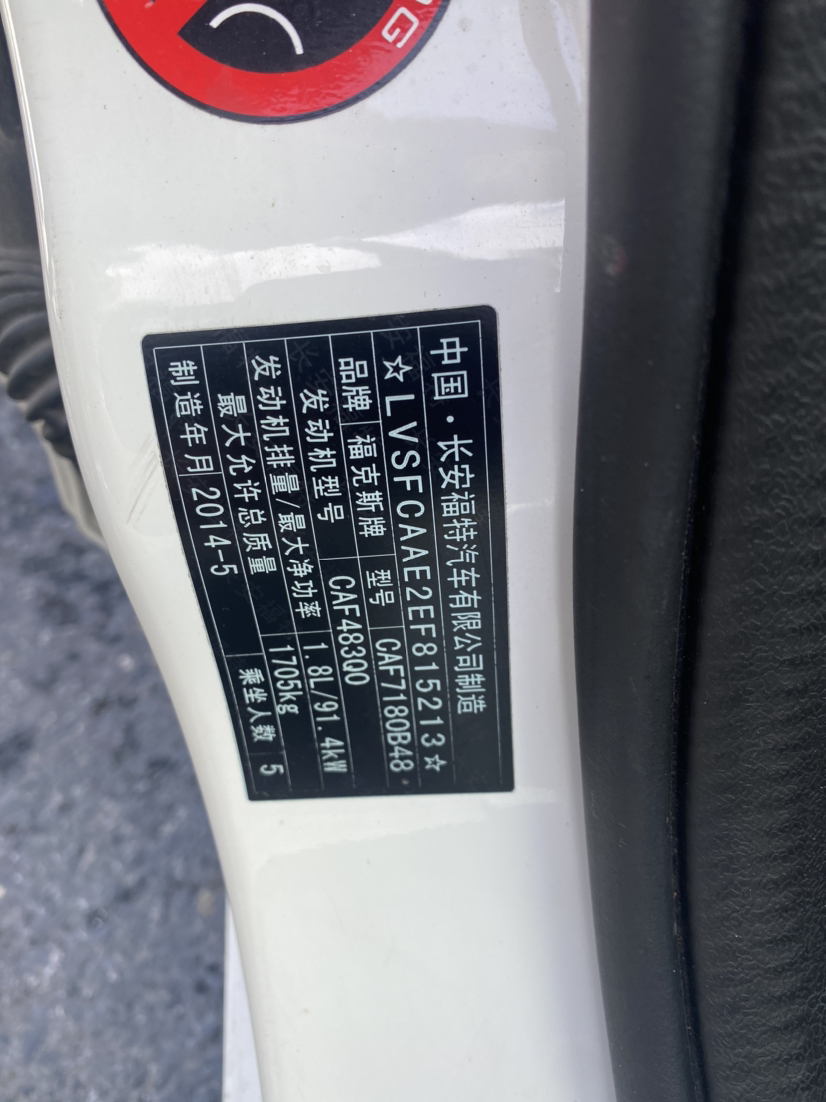 中国·长安福特汽车有限公司制造
☆LVSFCAAE2EF815213☆
品牌 福克斯牌 型号 CAF7180B48
发动机型号 CAF483Q0
发动机排量/最大净功率 1.8L/91.4kW
最大允许总质量 1705kg
制造年月 2014-5 乘坐人数 5